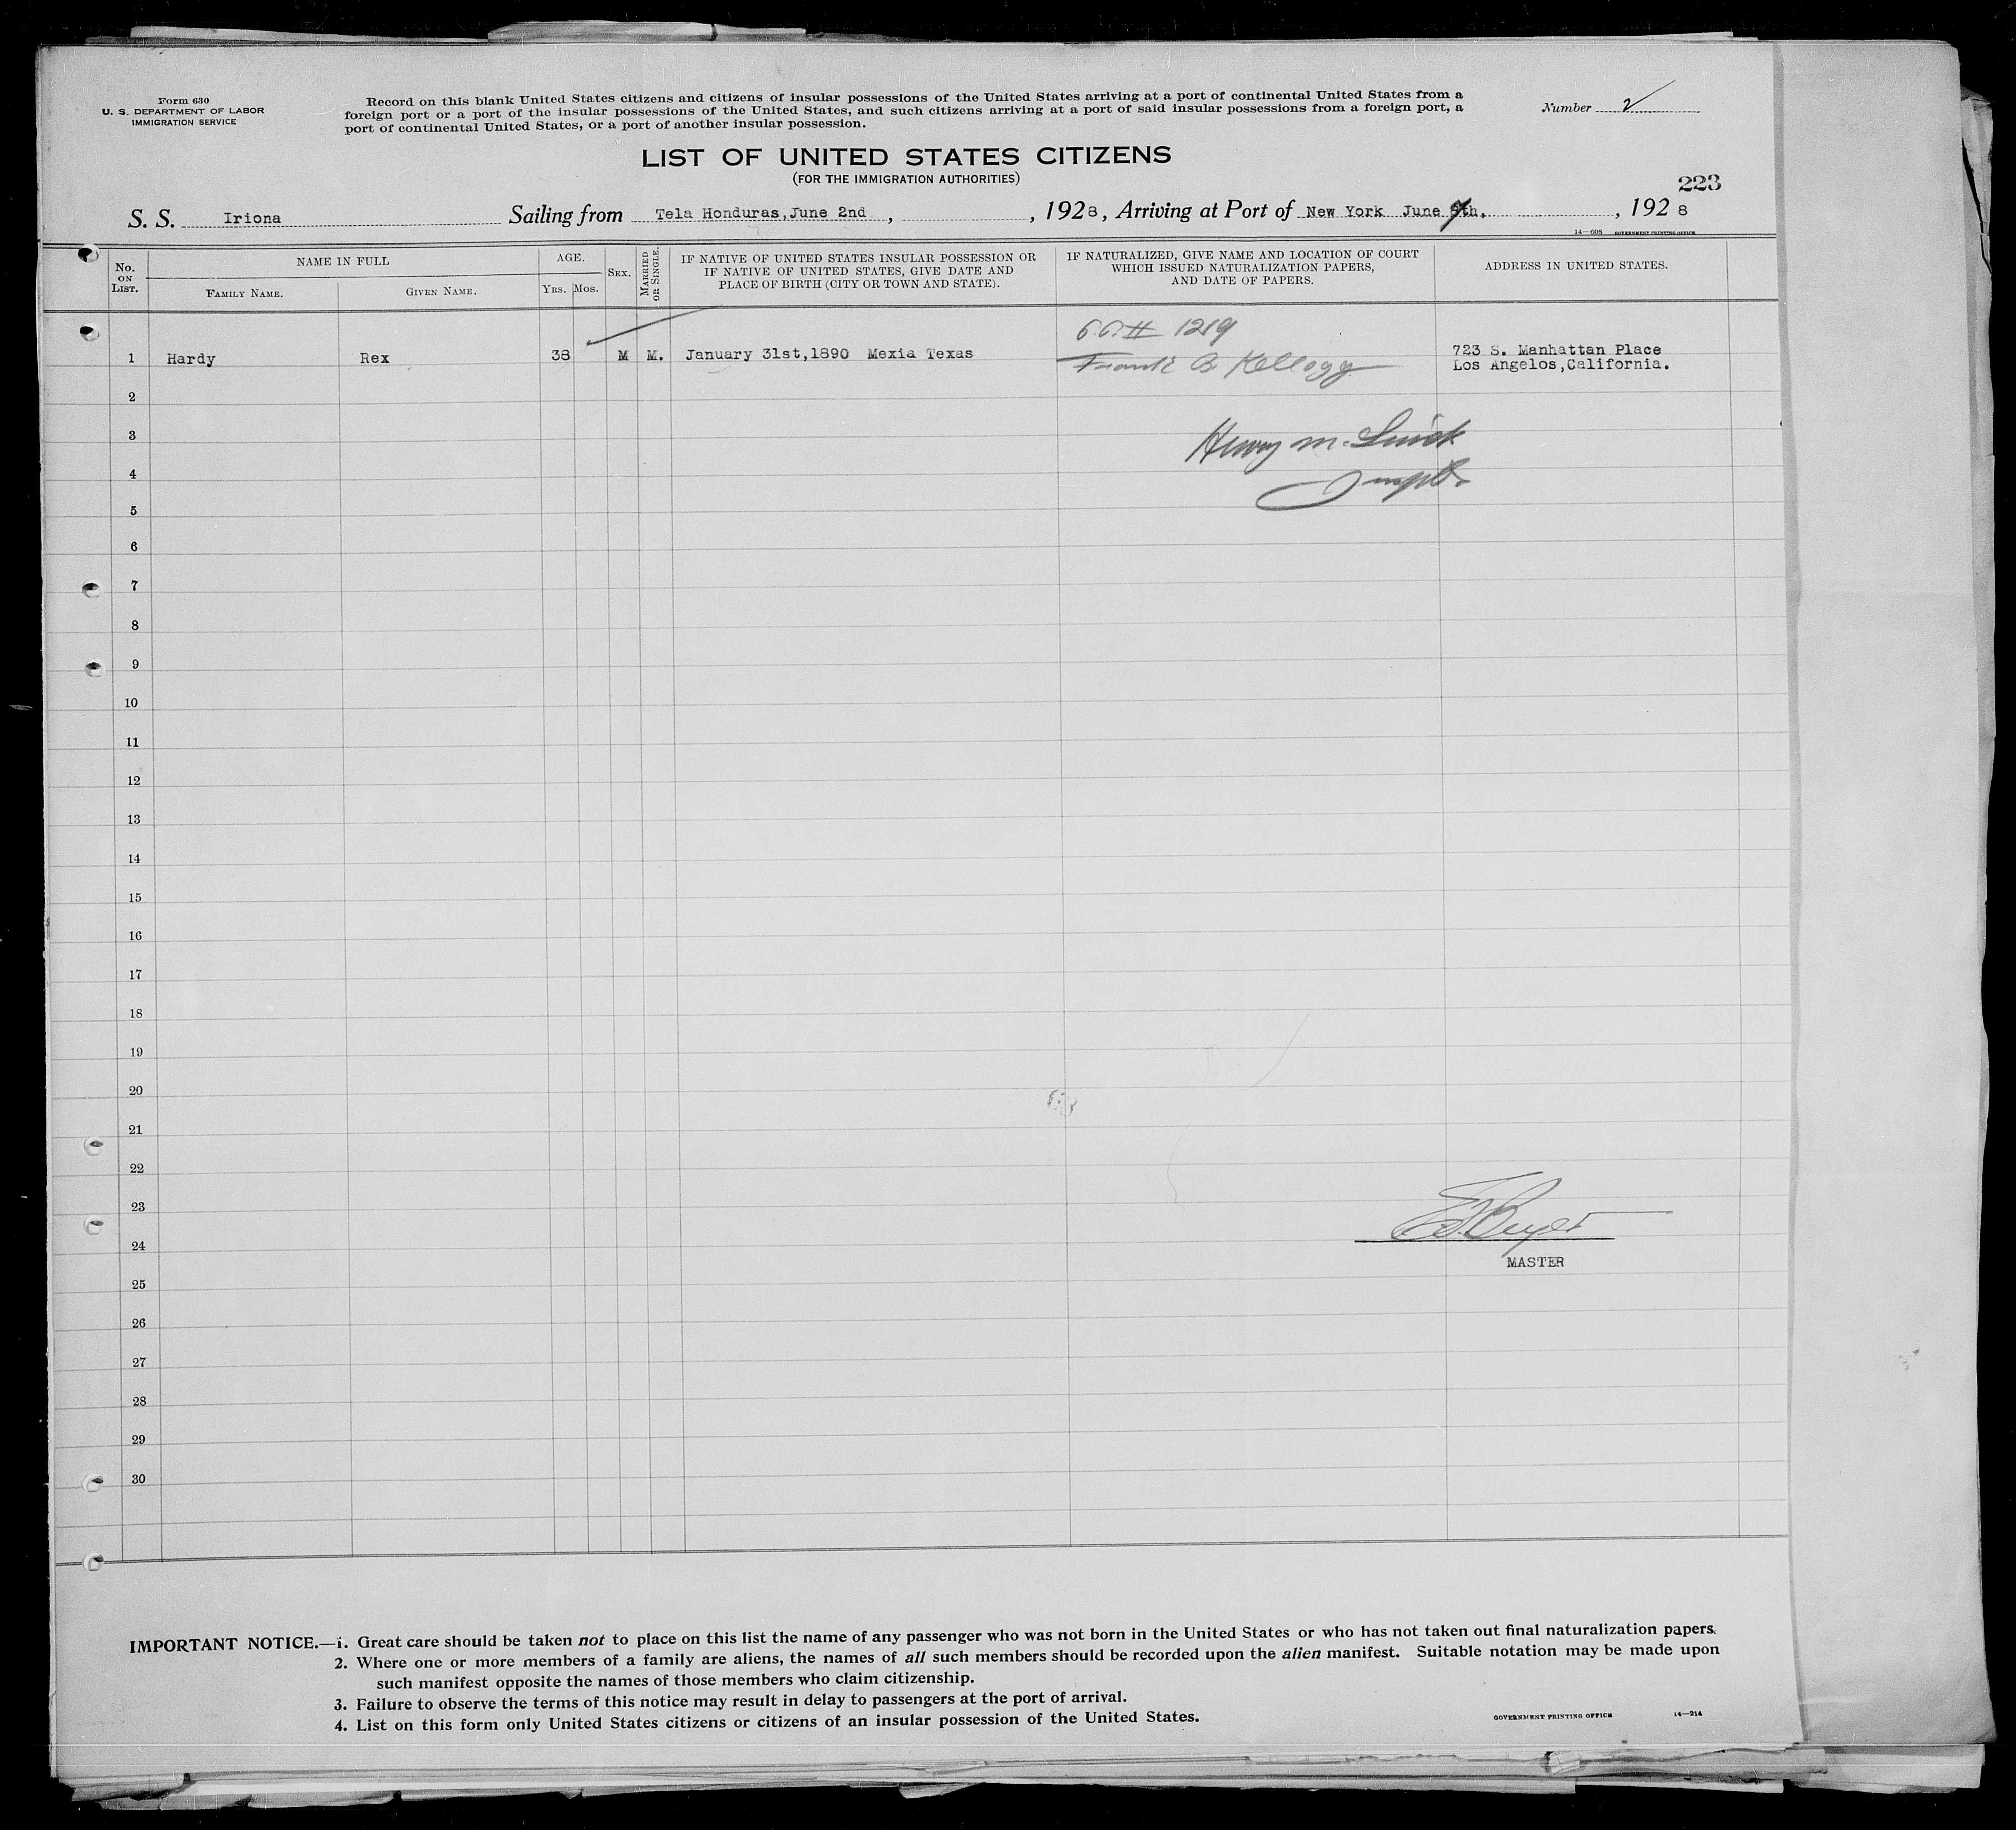 Form 630
U. S. DEPARTMENT OF LABOR
IMMIGRATION SERVICE
Record on this blank United States citizens and citizens of insular possessions of the United States arriving at a port of continental United States from a
foreign port or a port of the insular possessions of the United States, and such citizens arriving at a port of said insular possessions from a foreign port, a
port of continental United States, or a port of another insular possession.
Number 2
LIST OF UNITED STATES CITIZENS
(FOR THE IMMIGRATION AUTHORITIES)
223
S. S. Iriona Sailing from Tela Honduras, June 2nd , , 1928, Arriving at Port of New York June th, , 1928
14—608 GOVERNMENT PRINTING OFFICE
No. ON LIST.
NAME IN FULL
FAMILY NAME.
GIVEN NAME.
AGE.
YRS.
MOS.
SEX.
MARRIED OR SINGLE.
IF NATIVE OF UNITED STATES INSULAR POSSESSION OR
IF NATIVE OF UNITED STATES, GIVE DATE AND
PLACE OF BIRTH (CITY OR TOWN AND STATE).
IF NATURALIZED, GIVE NAME AND LOCATION OF COURT
WHICH ISSUED NATURALIZATION PAPERS,
AND DATE OF PAPERS.
ADDRESS IN UNITED STATES.
# 1219
1 Hardy Rex 38 M M. January 31st,1890 Mexia Texas Frank B. Kellogg 723 S. Manhattan Place
Los Angelos,California.
2
3
Henry M.
4
5
6
7
8
9
10
11
12
13
14
15
16
17
18
19
20
21
22
23
24
MASTER
25
26
27
28
29
30
IMPORTANT NOTICE.—1. Great care should be taken not to place on this list the name of any passenger who was not born in the United States or who has not taken out final naturalization papers.
2. Where one or more members of a family are aliens, the names of all such members should be recorded upon the alien manifest. Suitable notation may be made upon
such manifest opposite the names of those members who claim citizenship.
3. Failure to observe the terms of this notice may result in delay to passengers at the port of arrival.
4. List on this form only United States citizens or citizens of an insular possession of the United States.
GOVERNMENT PRINTING OFFICE 14—214